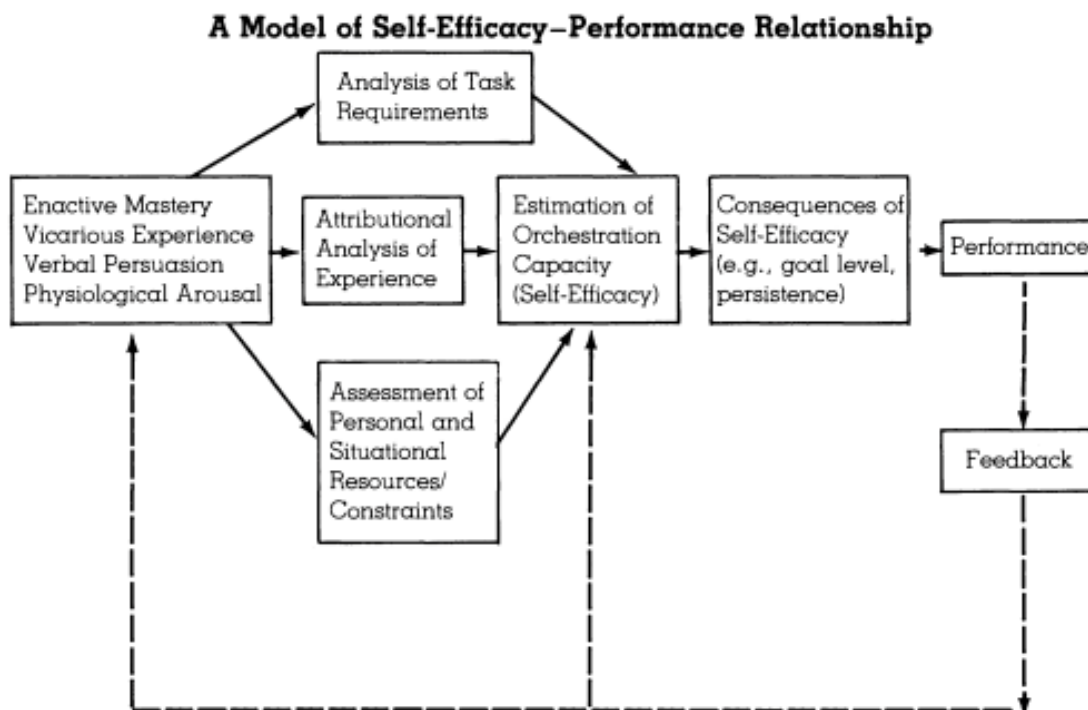 A Model of Self-Efficacy–Performance Relationship
Analysis of Task
Requirements
Enactive Mastery
Vicarious Experience
Verbal Persuasion
Physiological Arousal
Attributional
Analysis of
Experience
Estimation of
Orchestration
Capacity
(Self-Efficacy)
Consequences of
Self-Efficacy
(e.g., goal level,
persistence)
Performance
Assessment of
Personal and
Situational
Resources/
Constraints
Feedback